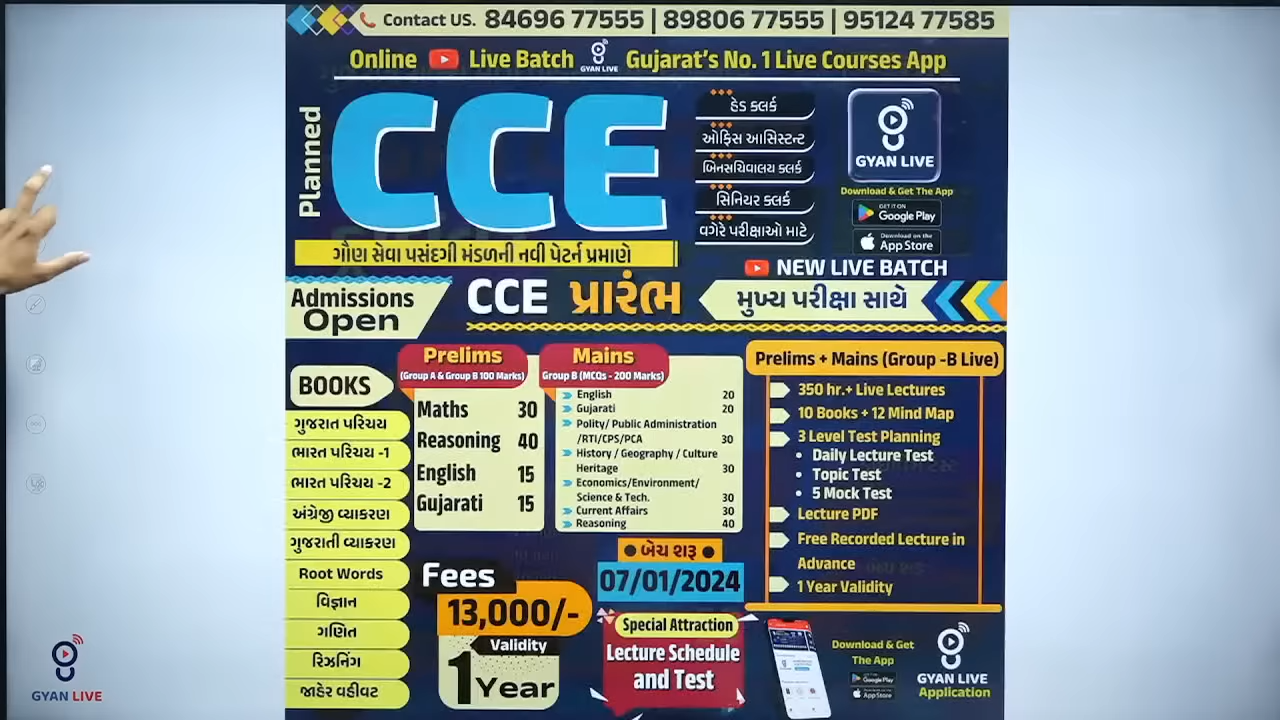 Contact US. 84696 77555 | 89806 77555 | 95124 77585
Online Live Batch GYAN LIVE Gujarat's No. 1 Live Courses App
Planned
CCE
હેડ ક્લર્ક
ઓફિસ આસિસ્ટન્ટ
બિનસચિવાલય ક્લર્ક
સિનિયર ક્લર્ક
વગેરે પરીક્ષાઓ માટે
GYAN LIVE
Download & Get The App
GET IT ON
Google Play
Download on the
App Store
ગૌણ સેવા પસંદગી મંડળની નવી પેટર્ન પ્રમાણે
NEW LIVE BATCH
Admissions
Open
CCE પ્રારંભ
મુખ્ય પરીક્ષા સાથે
BOOKS
ગુજરાત પરિચય
ભારત પરિચય -1
ભારત પરિચય -2
અંગ્રેજી વ્યાકરણ
ગુજરાતી વ્યાકરણ
Root Words
વિજ્ઞાન
ગણિત
રિઝનિંગ
જાહેર વહીવટ
Prelims
(Group A & Group B 100 Marks)
Maths 30
Reasoning 40
English 15
Gujarati 15
Mains
Group B (MCQs - 200 Marks)
English 20
Gujarati 20
Polity/ Public Administration
/RTI/CPS/PCA 30
History / Geography / Culture
Heritage 30
Economics/Environment/
Science & Tech. 30
Current Affairs 30
Reasoning 40
Prelims + Mains (Group -B Live)
350 hr.+ Live Lectures
10 Books + 12 Mind Map
3 Level Test Planning
• Daily Lecture Test
• Topic Test
• 5 Mock Test
Lecture PDF
Free Recorded Lecture in
Advance
1 Year Validity
Fees
13,000/-
Validity
1 Year
બેચ શરૂ
07/01/2024
Special Attraction
Lecture Schedule
and Test
Download & Get
The App
Google Play
App Store
GYAN LIVE
Application
GYAN LIVE